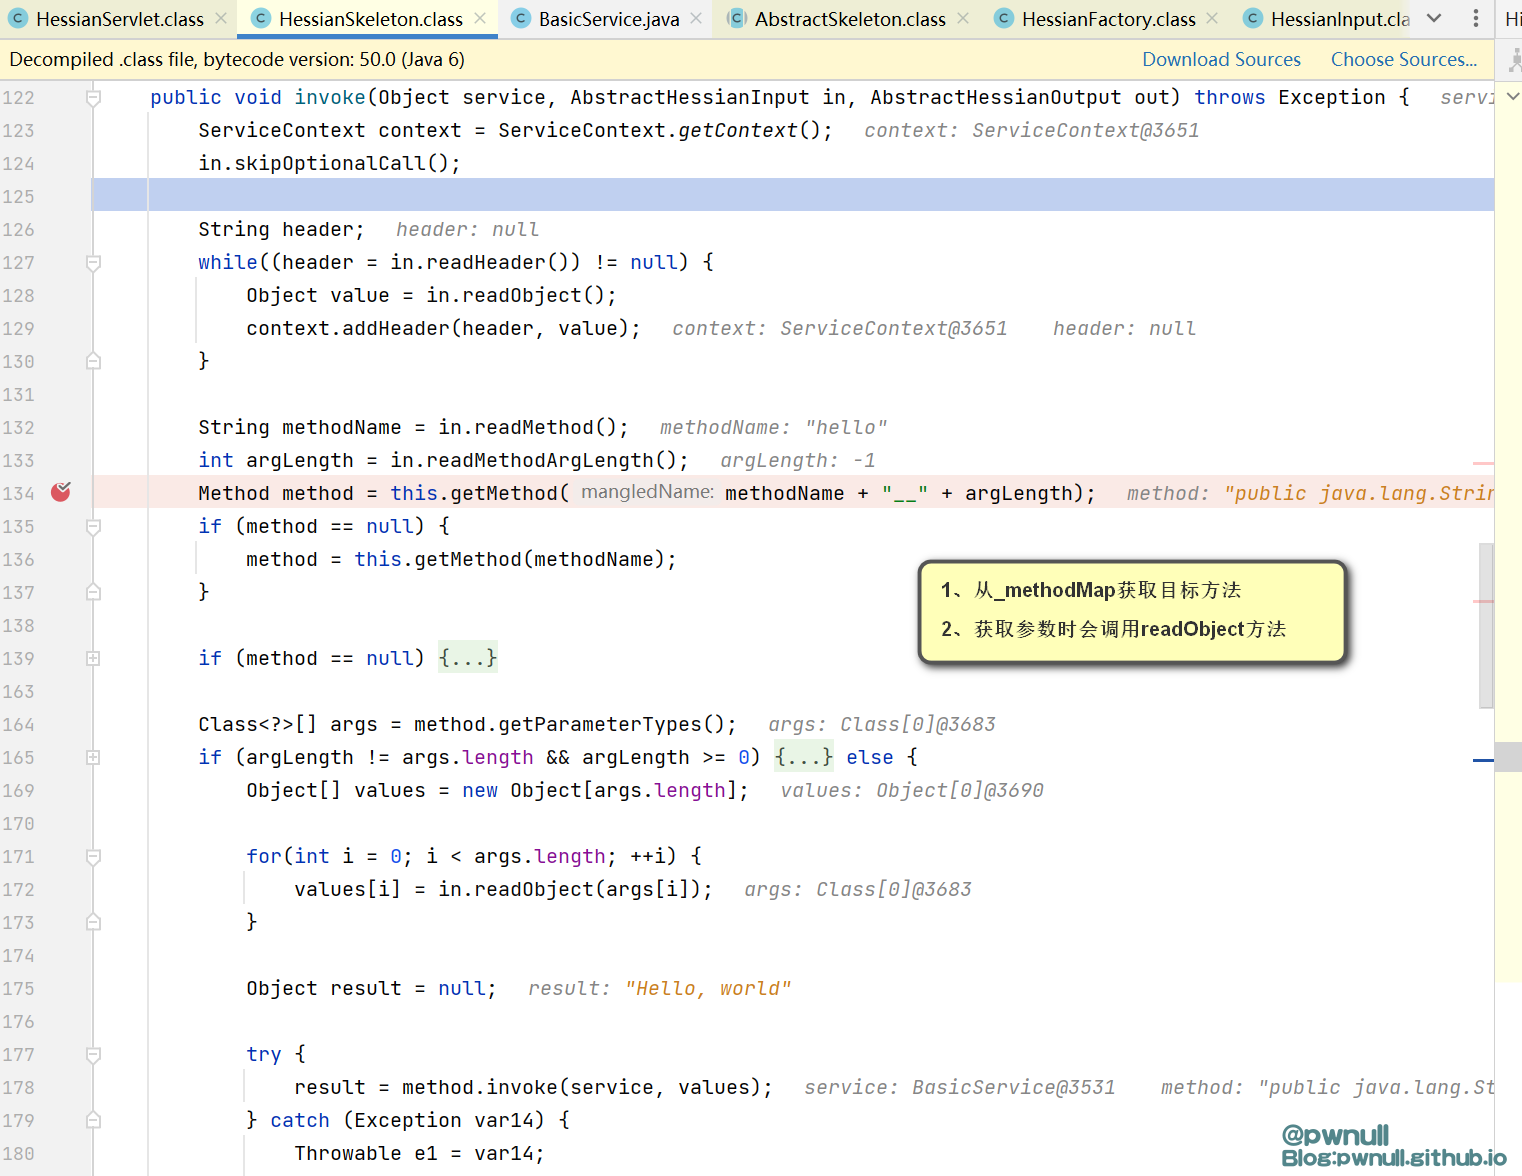 HessianServlet.class HessianSkeleton.class BasicService.java AbstractSkeleton.class HessianFactory.class HessianInput.cla
Decompiled .class file, bytecode version: 50.0 (Java 6) Download Sources Choose Sources...
122 public void invoke(Object service, AbstractHessianInput in, AbstractHessianOutput out) throws Exception { servi
123 ServiceContext context = ServiceContext.getContext(); context: ServiceContext@3651
124 in.skipOptionalCall();
125
126 String header; header: null
127 while((header = in.readHeader()) != null) {
128 Object value = in.readObject();
129 context.addHeader(header, value); context: ServiceContext@3651 header: null
130 }
131
132 String methodName = in.readMethod(); methodName: "hello"
133 int argLength = in.readMethodArgLength(); argLength: -1
134 Method method = this.getMethod( mangledName: methodName + "__" + argLength); method: "public java.lang.Strin
135 if (method == null) {
136 method = this.getMethod(methodName);
137 }
1、从_methodMap获取目标方法
2、获取参数时会调用readObject方法
138
139 if (method == null) {...}
163
164 Class<?>[] args = method.getParameterTypes(); args: Class[0]@3683
165 if (argLength != args.length && argLength >= 0) {...} else {
169 Object[] values = new Object[args.length]; values: Object[0]@3690
170
171 for(int i = 0; i < args.length; ++i) {
172 values[i] = in.readObject(args[i]); args: Class[0]@3683
173 }
174
175 Object result = null; result: "Hello, world"
176
177 try {
178 result = method.invoke(service, values); service: BasicService@3531 method: "public java.lang.St
179 } catch (Exception var14) {
180 Throwable e1 = var14;
@pwnull
Blog:pwnull.github.io